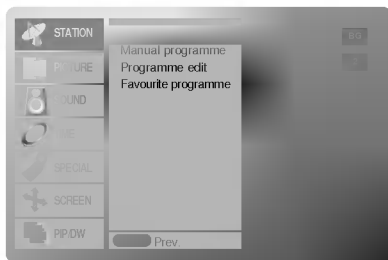 STATION
PICTURE
SOUND
SPECIAL
SCREEN
PIP/DW
Manual programme
Programme edit
Favourite programme
Prev.